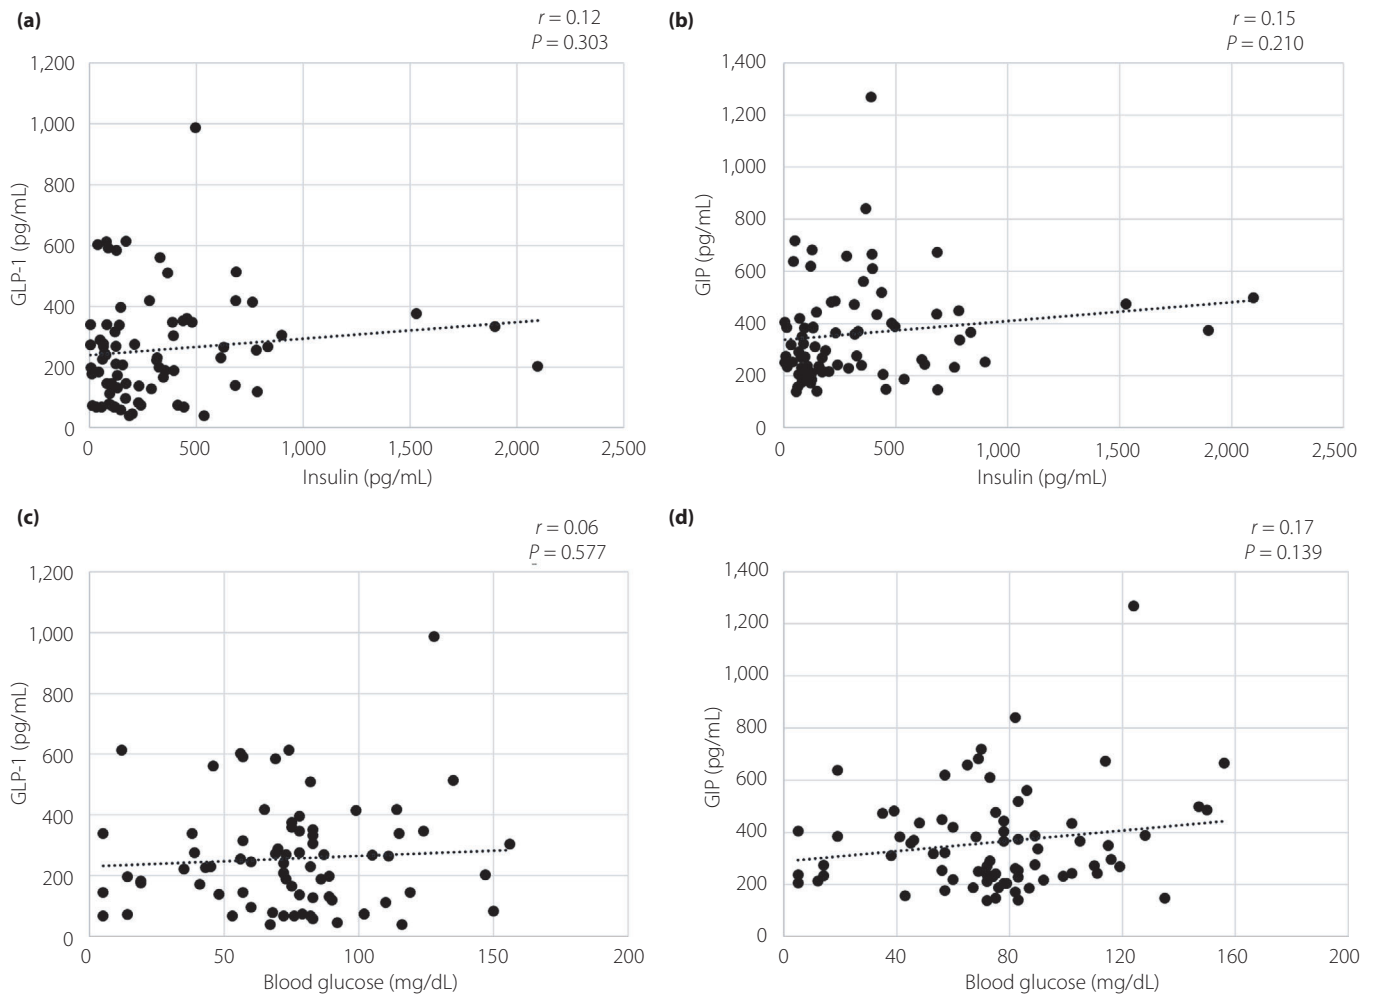 (a)
r = 0.12
P = 0.303
1,200
1,000
800
600
400
200
0
GLP-1 (pg/mL)
0 500 1,000 1,500 2,000 2,500
Insulin (pg/mL)
(b)
r = 0.15
P = 0.210
1,400
1,200
1,000
800
600
400
200
0
GIP (pg/mL)
0 500 1,000 1,500 2,000 2,500
Insulin (pg/mL)
(c)
r = 0.06
P = 0.577
1,200
1,000
800
600
400
200
0
GLP-1 (pg/mL)
0 50 100 150 200
Blood glucose (mg/dL)
(d)
r = 0.17
P = 0.139
1,400
1,200
1,000
800
600
400
200
0
GIP (pg/mL)
0 40 80 120 160 200
Blood glucose (mg/dL)